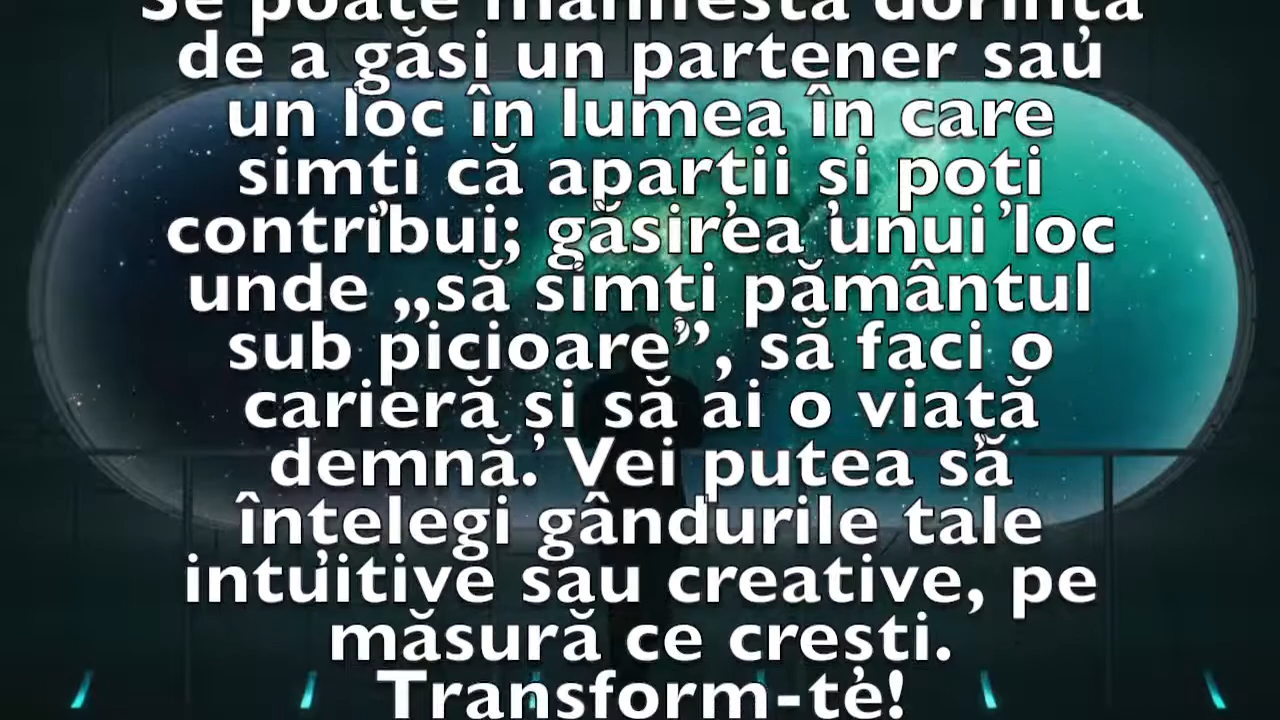 Se poate manifesta dorința
de a găsi un partener sau
un loc în lumea în care
simți că aparții și poți
contribui; găsirea unui loc
unde „să simți pământul
sub picioare”, să faci o
carieră și să ai o viață
demnă. Vei putea să
înțelegi gândurile tale
intuitive sau creative, pe
măsură ce crești.
Transform-te!